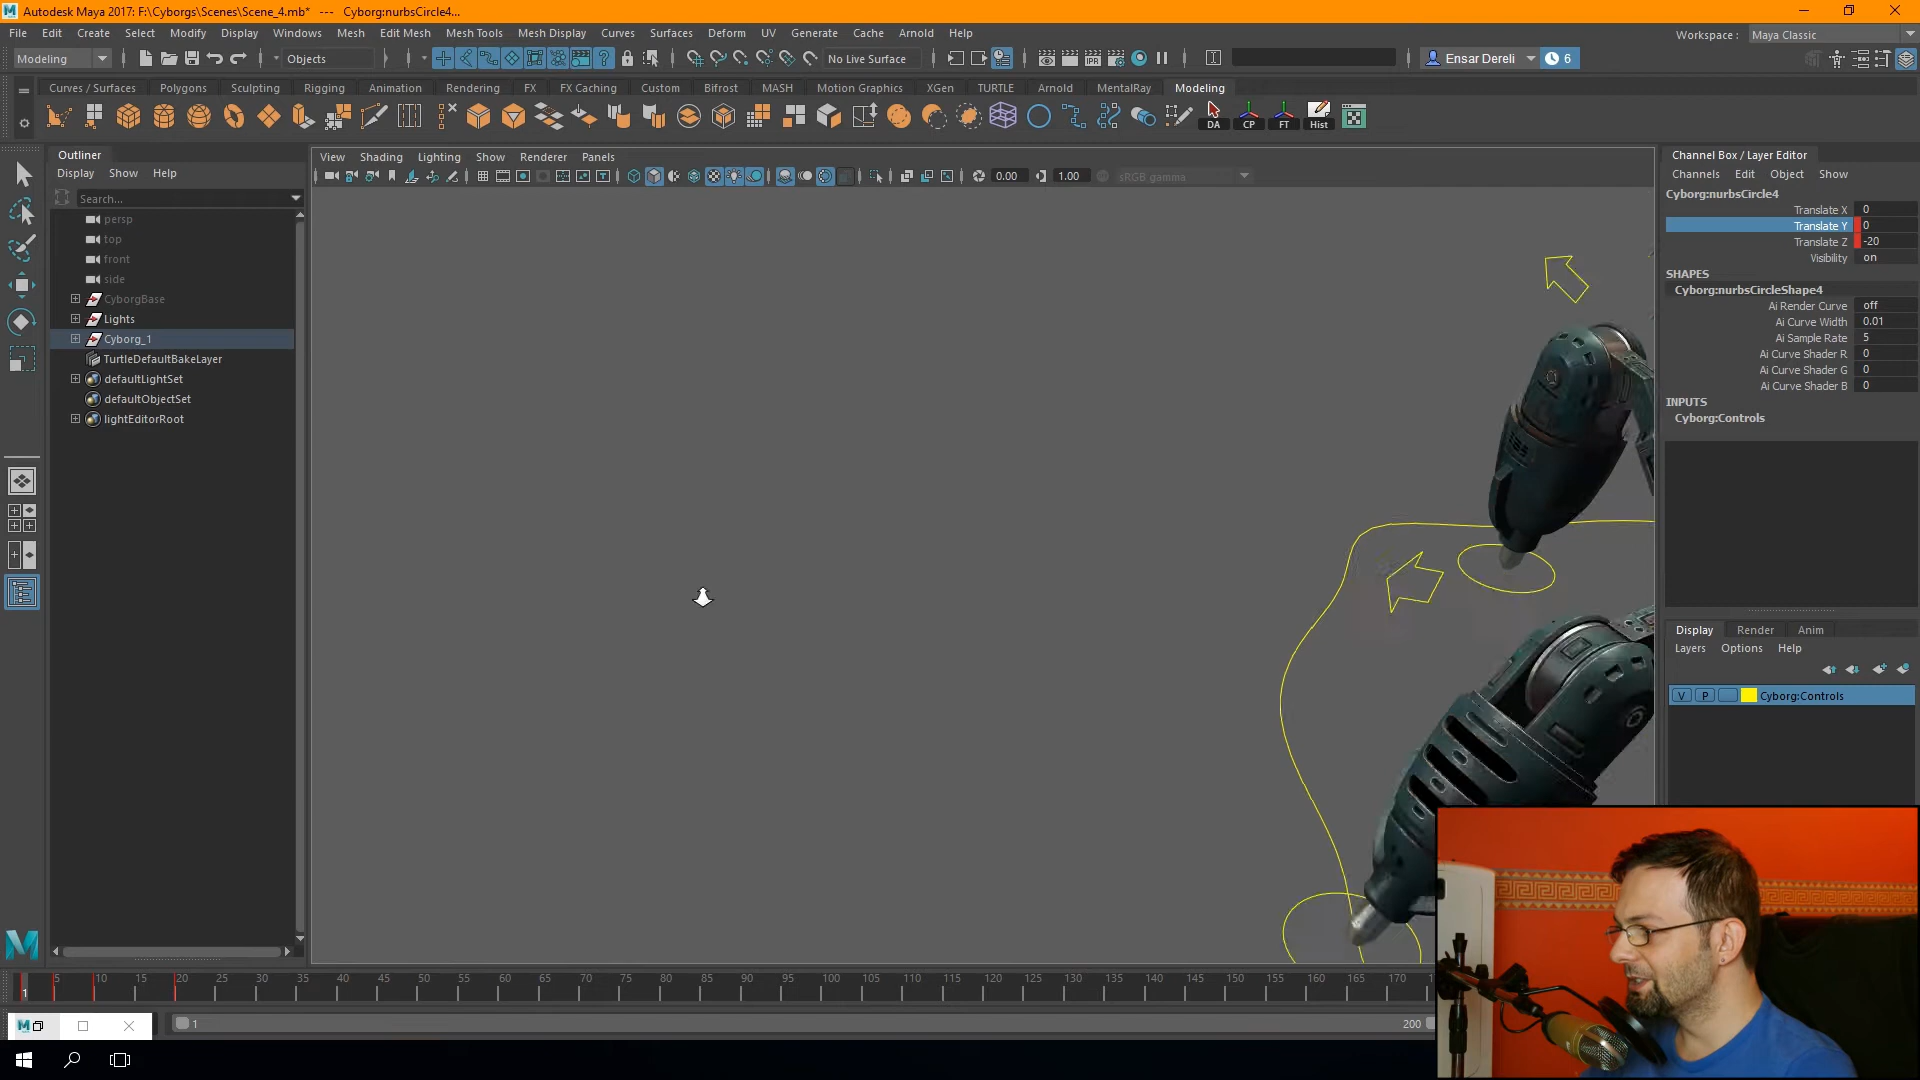 Autodesk Maya 2017: F:\Cyborgs\Scenes\Scene_4.mb* --- Cyborg:nurbsCircle4...
File Edit Create Select Modify Display Windows Mesh Edit Mesh Mesh Tools Mesh Display Curves Surfaces Deform UV Generate Cache Arnold Help
Workspace : Maya Classic
Modeling Objects No Live Surface IPR Ensar Dereli 6
Curves / Surfaces Polygons Sculpting Rigging Animation Rendering FX FX Caching Custom Bifrost MASH Motion Graphics XGen TURTLE Arnold MentalRay Modeling
DA CP FT Hist
Outliner
Display Show Help
Search...
persp
top
front
side
CyborgBase
Lights
Cyborg_1
TurtleDefaultBakeLayer
defaultLightSet
defaultObjectSet
lightEditorRoot
View Shading Lighting Show Renderer Panels
0.00 1.00 sRGB gamma
Channel Box / Layer Editor
Channels Edit Object Show
Cyborg:nurbsCircle4
Translate X 0
Translate Y 0
Translate Z -20
Visibility on
SHAPES
Cyborg:nurbsCircleShape4
Ai Render Curve off
Ai Curve Width 0.01
Ai Sample Rate 5
Ai Curve Shader R 0
Ai Curve Shader G 0
Ai Curve Shader B 0
INPUTS
Cyborg:Controls
Display Render Anim
Layers Options Help
V P Cyborg:Controls
5 10 15 20 25 30 35 40 45 50 55 60 65 70 75 80 85 90 95 100 105 110 115 120 125 130 135 140 145 150 155 160 165 170
1
M
1 200